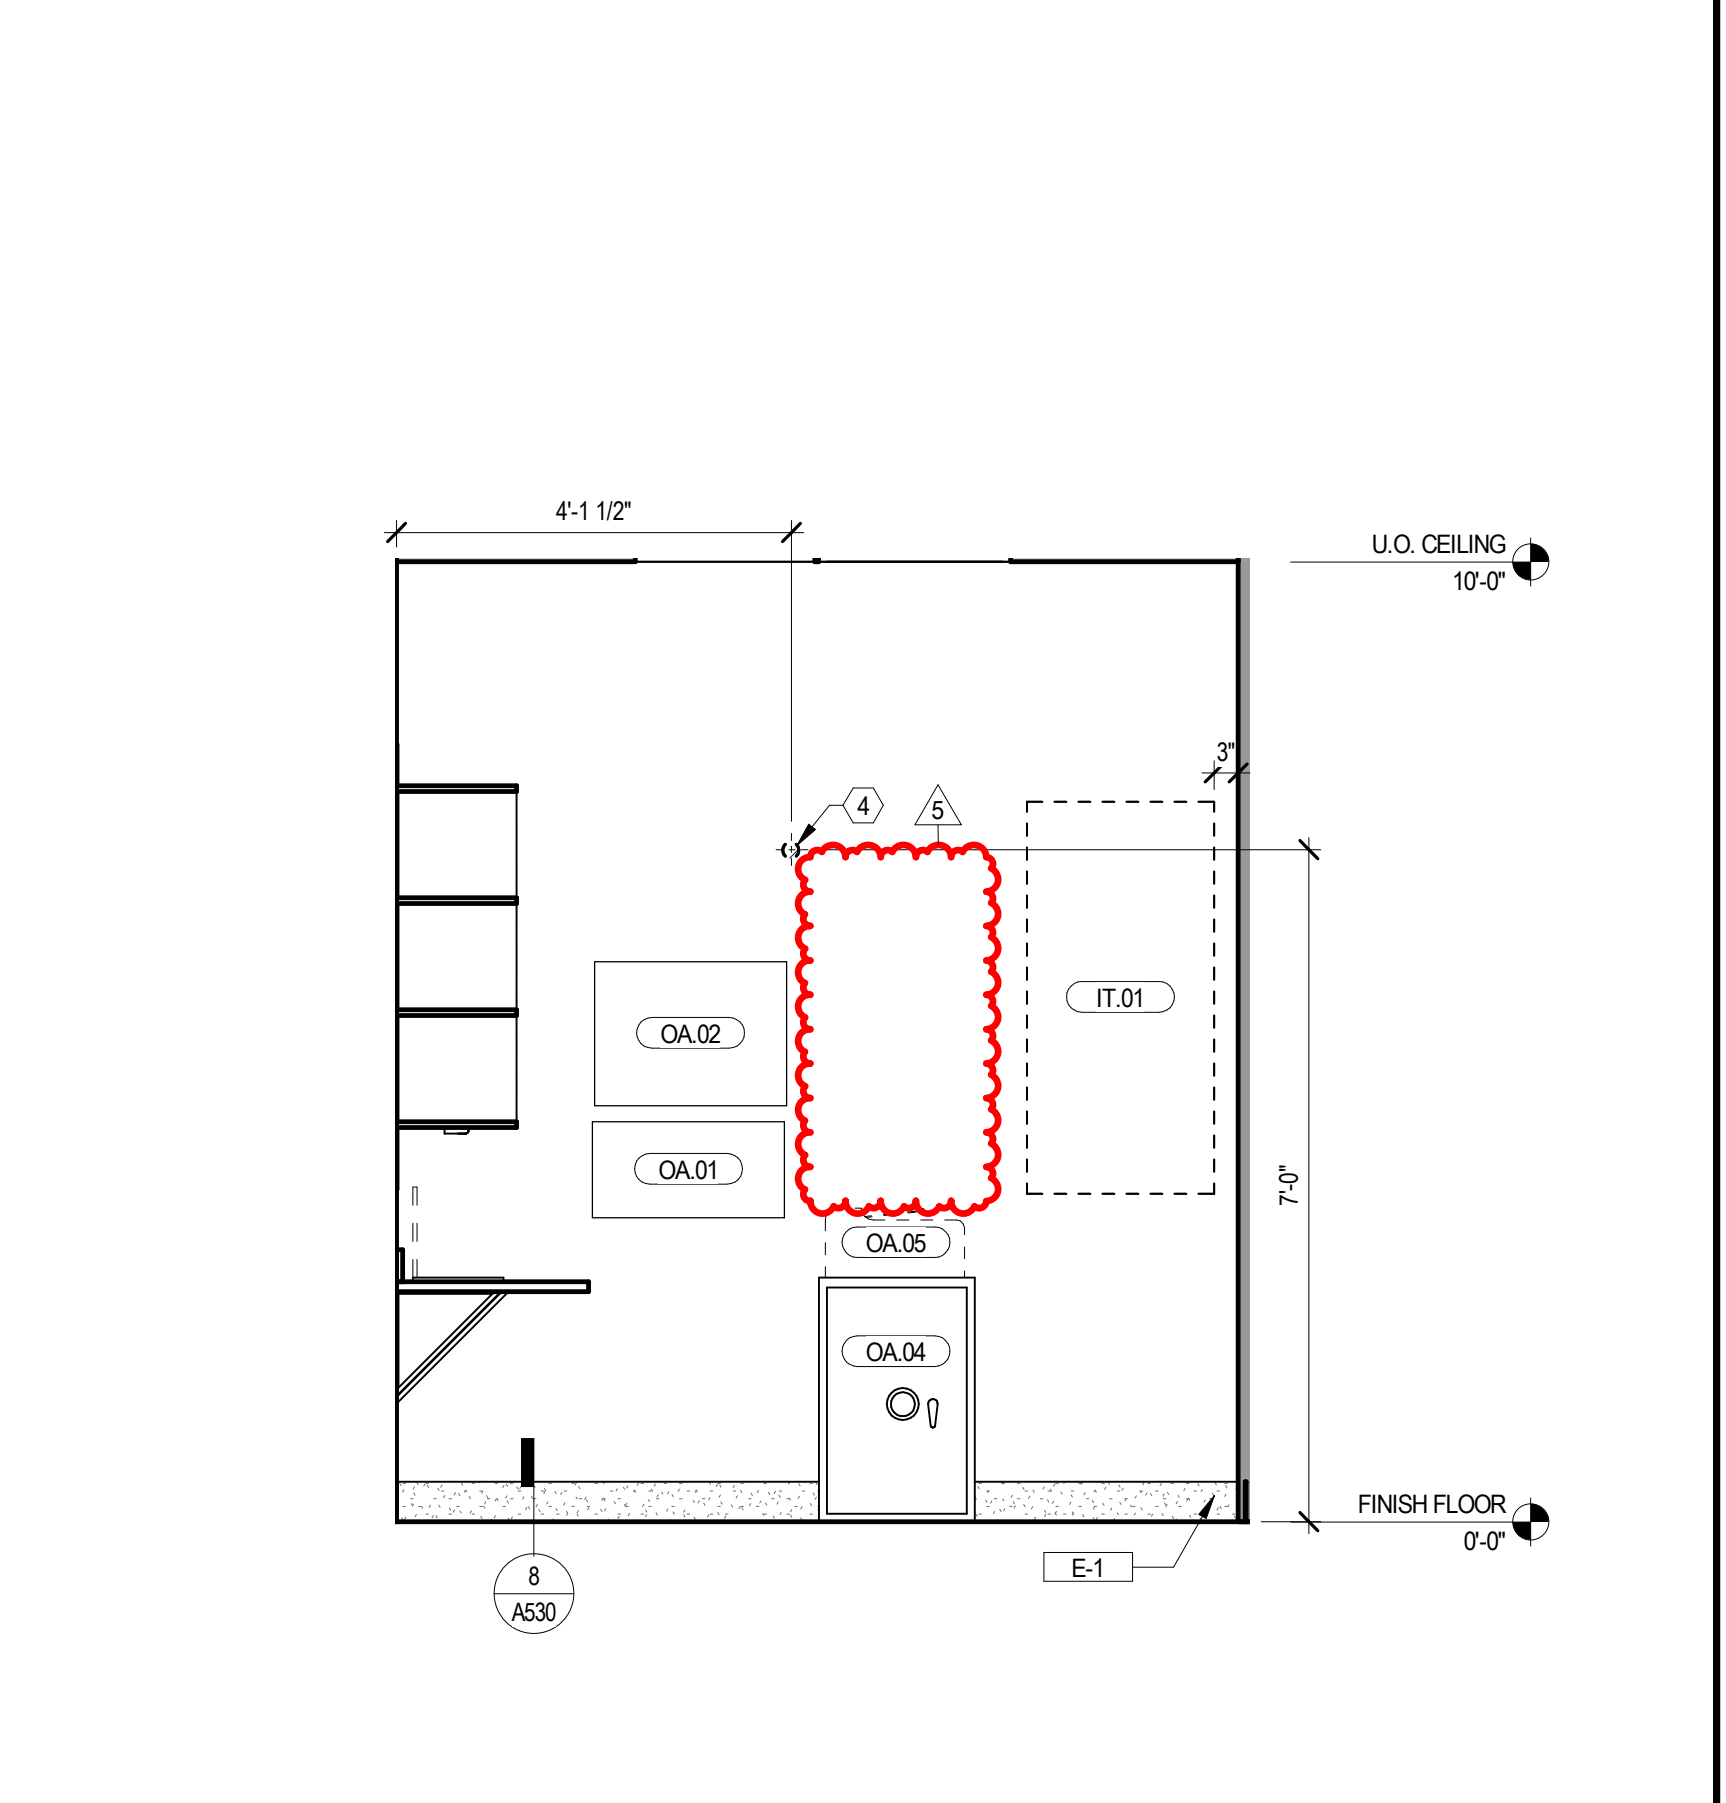 4'-1 1/2"
U.O. CEILING
10'-0"
3"
4
5
IT.01
OA.02
OA.01
7'-0"
OA.05
OA.04
FINISH FLOOR
0'-0"
E-1
8
A530